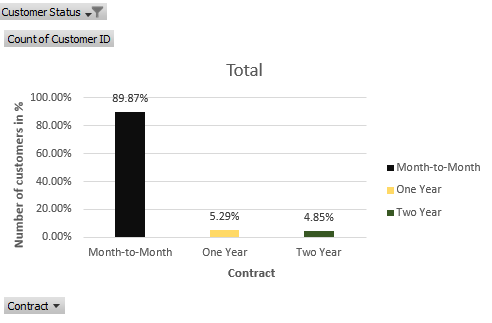 Customer Status
Count of Customer ID
Total
100.00%
80.00%
60.00%
40.00%
20.00%
0.00%
Number of customers in %
89.87%
5.29%
4.85%
Month-to-Month
One Year
Two Year
Contract
Month-to-Month
One Year
Two Year
Contract